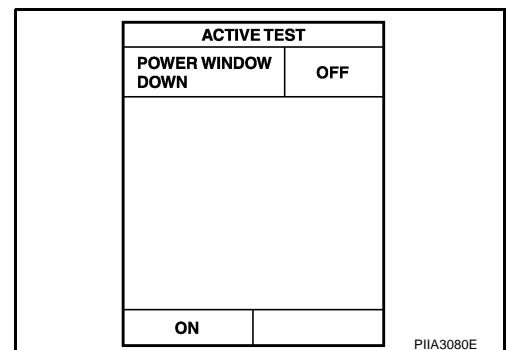 ACTIVE TEST
POWER WINDOW
DOWN
OFF
ON
PIIA3080E